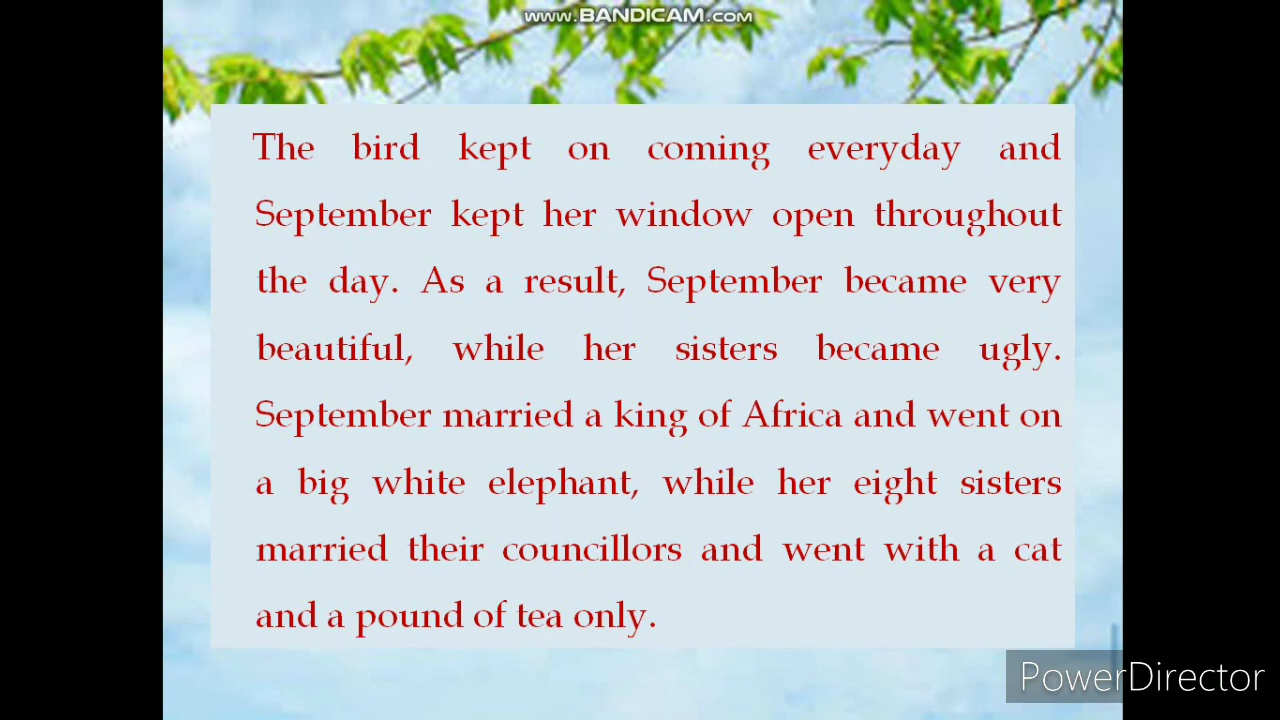 www.BANDICAM.com
The bird kept on coming everyday and
September kept her window open throughout
the day. As a result, September became very
beautiful, while her sisters became ugly.
September married a king of Africa and went on
a big white elephant, while her eight sisters
married their councillors and went with a cat
and a pound of tea only.
PowerDirector